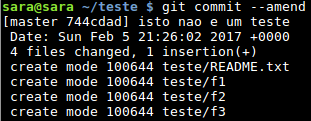 sara@sara ~/teste $ git commit --amend
[master 744cdad] isto nao e um teste
 Date: Sun Feb 5 21:26:02 2017 +0000
 4 files changed, 1 insertion(+)
 create mode 100644 teste/README.txt
 create mode 100644 teste/f1
 create mode 100644 teste/f2
 create mode 100644 teste/f3